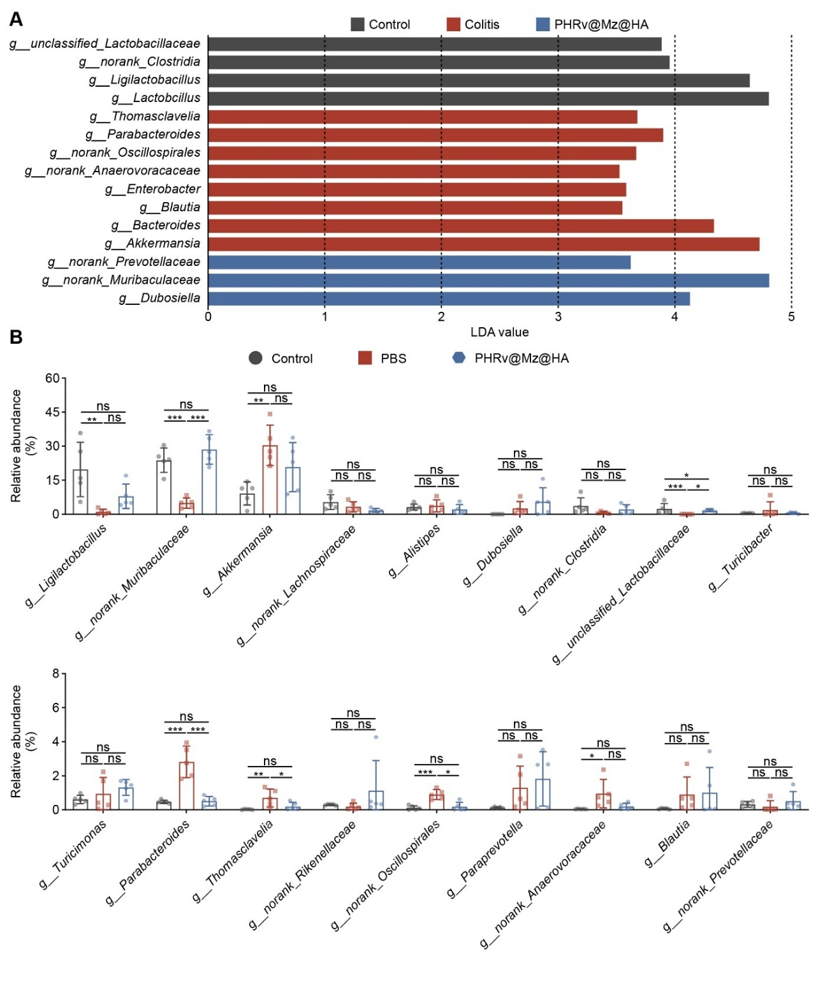 A
Control Colitis PHRv@Mz@HA
g__unclassified_Lactobacillaceae
g__norank_Clostridia
g__Ligilactobacillus
g__Lactobcillus
g__Thomasclavelia
g__Parabacteroides
g__norank_Oscillospirales
g__norank_Anaerovoracaceae
g__Enterobacter
g__Blautia
g__Bacteroides
g__Akkermansia
g__norank_Prevotellaceae
g__norank_Muribaculaceae
g__Dubosiella
0 1 2 3 4 5
LDA value
B
Control PBS PHRv@Mz@HA
Relative abundance
(%)
60
45
30
15
0
ns
** ns
ns
*** ***
ns
** ns
ns
ns ns
ns
ns ns
ns
ns ns
ns
ns ns
*
*** *
ns
ns ns
g__Ligilactobacillus
g__norank_Muribaculaceae
g__Akkermansia
g__norank_Lachnospiraceae
g__Alistipes
g__Dubosiella
g__norank_Clostridia
g__unclassified_Lactobacillaceae
g__Turicibacter
Relative abundance
(%)
8
6
4
2
0
ns
ns ns
ns
*** ***
ns
** *
ns
ns ns
ns
*** *
ns
ns ns
ns
* ns
ns
ns ns
ns
ns ns
g__Turicimonas
g__Parabacteroides
g__Thomasclavelia
g__norank_Rikenellaceae
g__norank_Oscillospirales
g__Paraprevotella
g__norank_Anaerovoracaceae
g__Blautia
g__norank_Prevotellaceae